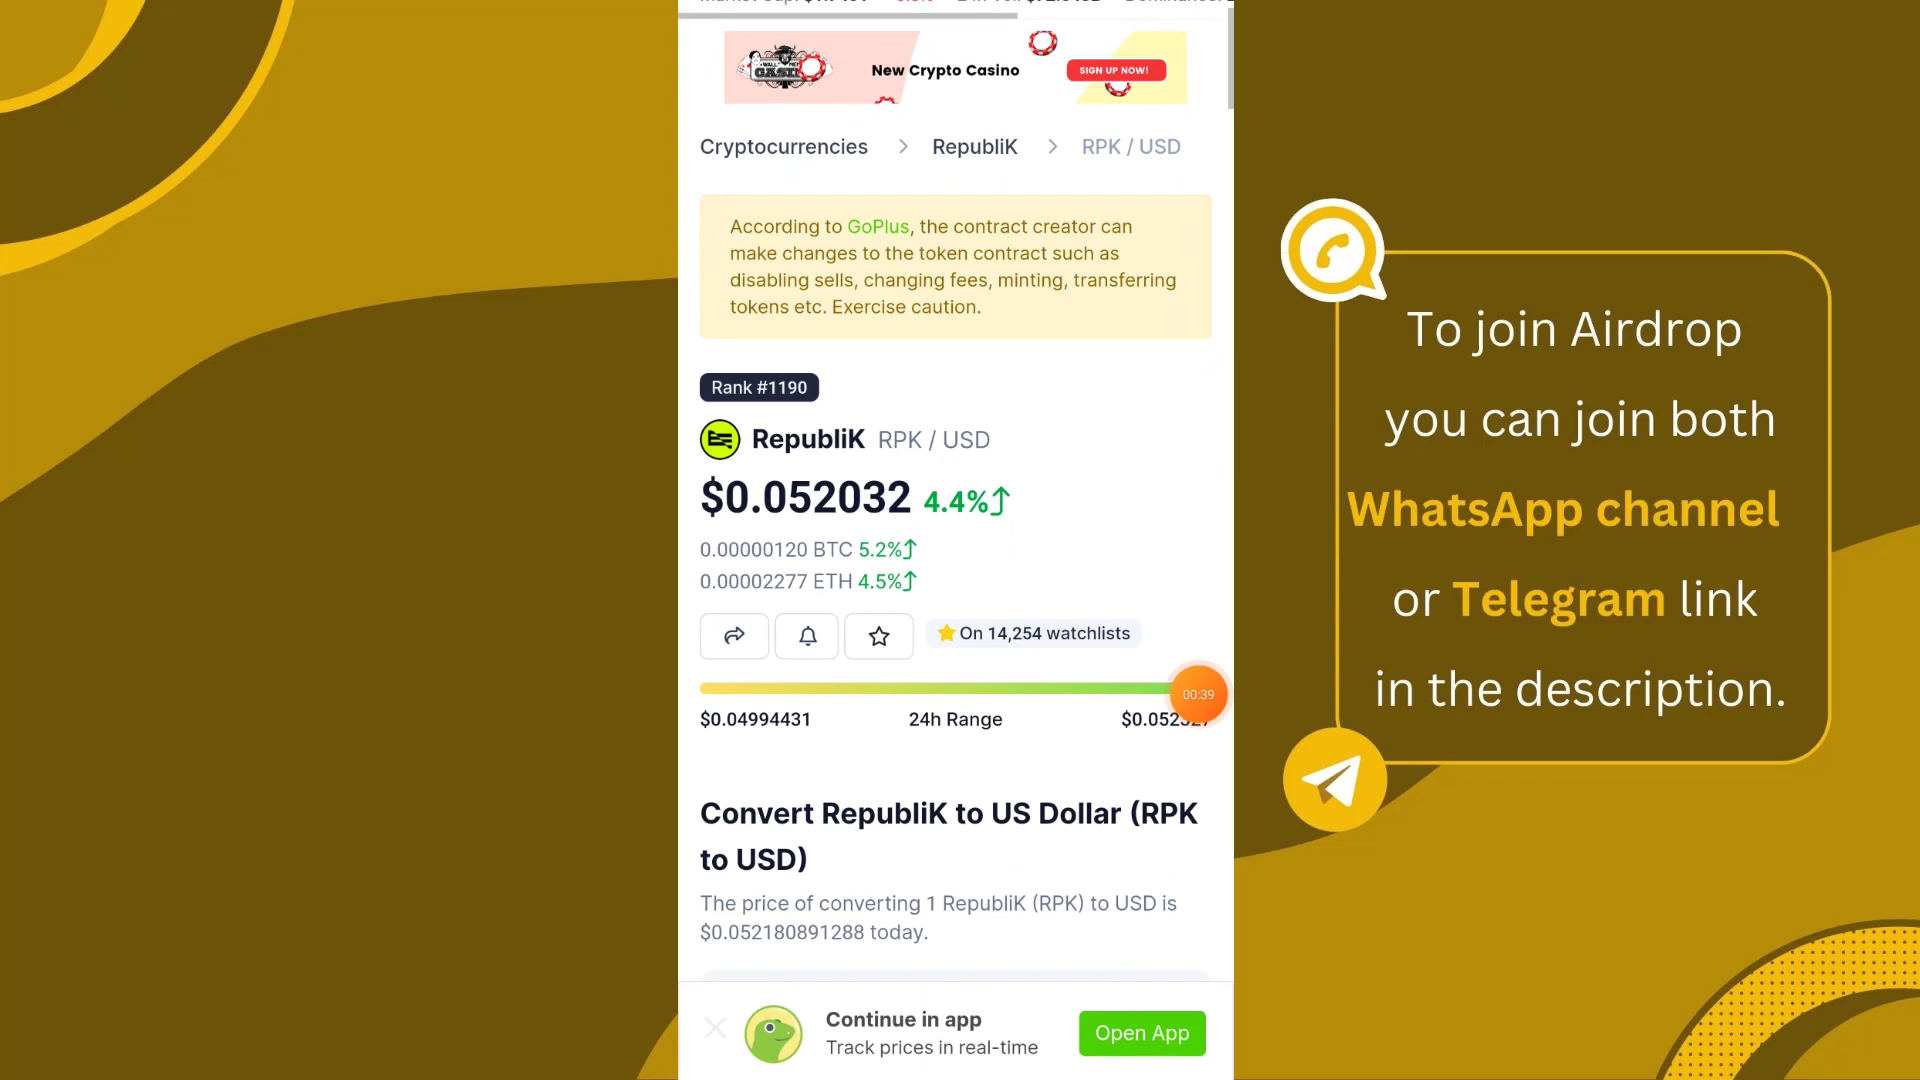 New Crypto Casino
SIGN UP NOW!
Cryptocurrencies > RepubliK > RPK / USD
According to GoPlus, the contract creator can
make changes to the token contract such as
disabling sells, changing fees, minting, transferring
tokens etc. Exercise caution.
Rank #1190
RepubliK RPK / USD
$0.052032 4.4%
0.00000120 BTC 5.2%
0.00002277 ETH 4.5%
On 14,254 watchlists
00:39
$0.04994431 24h Range
Convert RepubliK to US Dollar (RPK
to USD)
The price of converting 1 RepubliK (RPK) to USD is
$0.052180891288 today.
Continue in app
Track prices in real-time
Open App
To join Airdrop
you can join both
WhatsApp channel
or Telegram link
in the description.